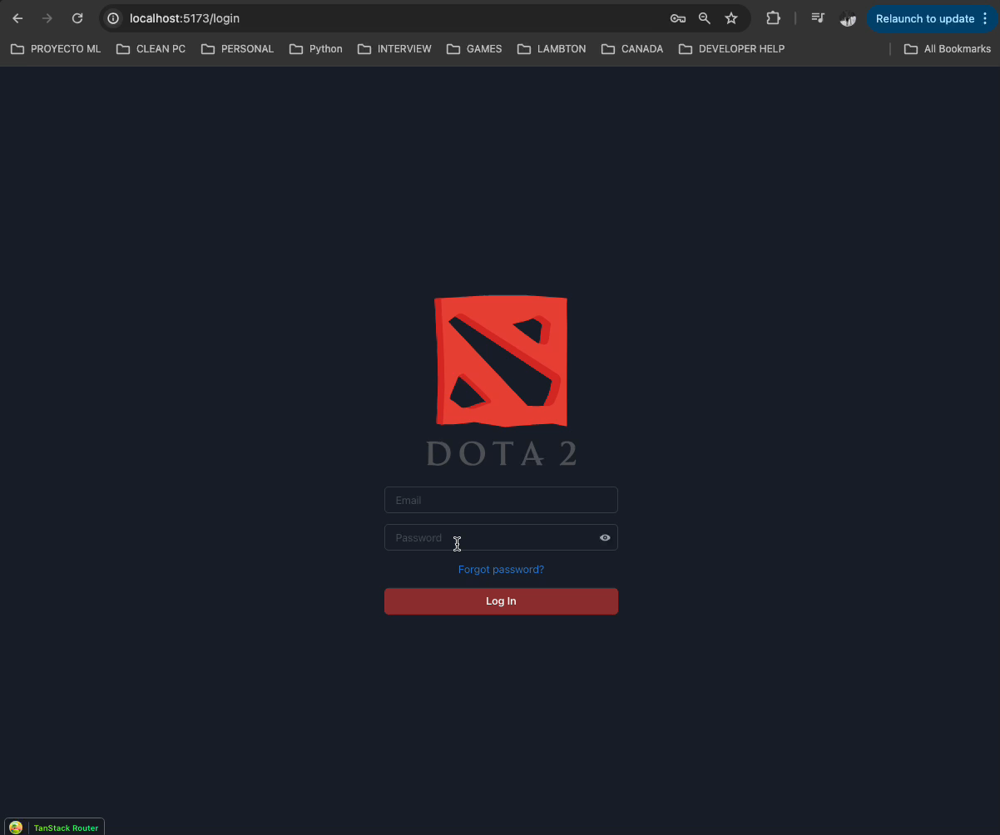 localhost:5173/login
Relaunch to update
PROYECTO ML CLEAN PC PERSONAL Python INTERVIEW GAMES LAMBTON CANADA DEVELOPER HELP All Bookmarks
DOTA 2
Email
Password
Forgot password?
Log In
TanStack Router